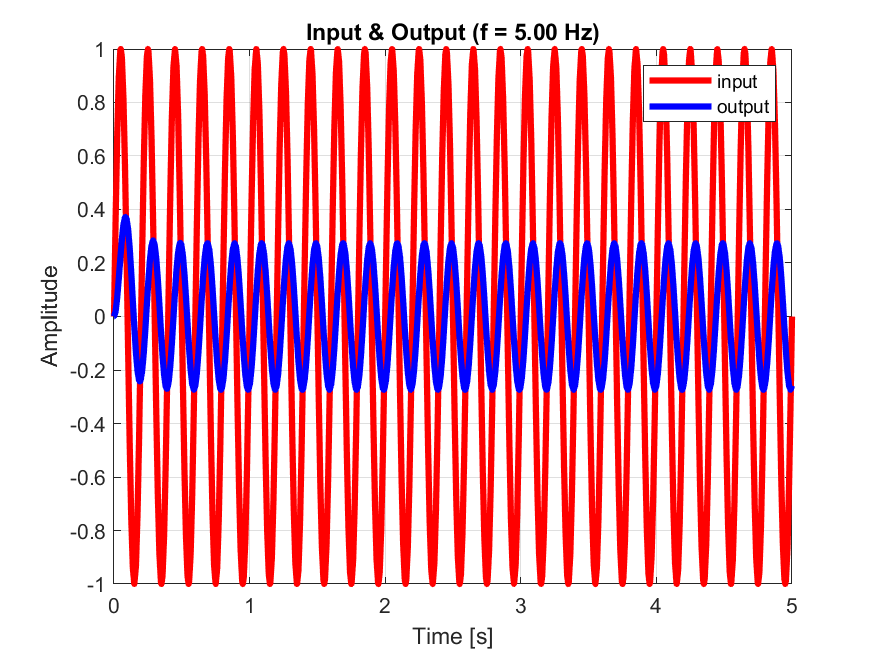 Input & Output (f = 5.00 Hz)
1
0.8
0.6
0.4
0.2
0
-0.2
-0.4
-0.6
-0.8
-1
Amplitude
input
output
0 1 2 3 4 5
Time [s]